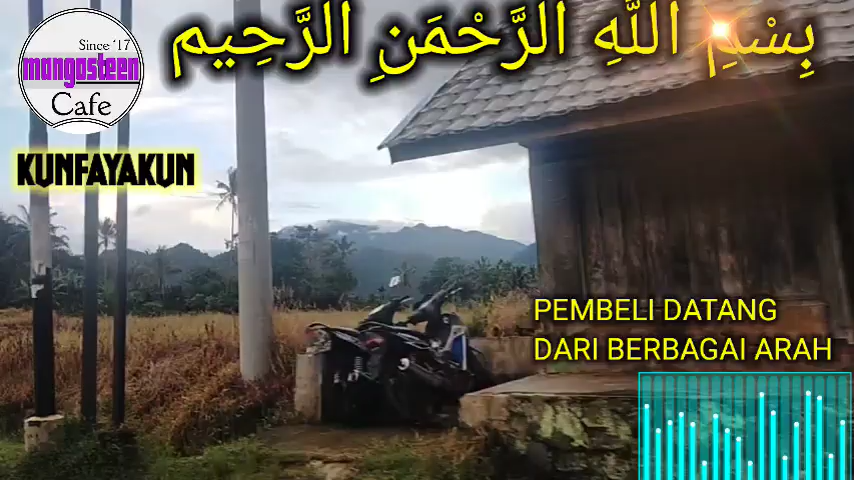 بِسْمِ اللَّهِ الرَّحْمَنِ الرَّحِيم
Since '17
mangosteen
Cafe
KUNFAYAKUN
PEMBELI DATANG
DARI BERBAGAI ARAH